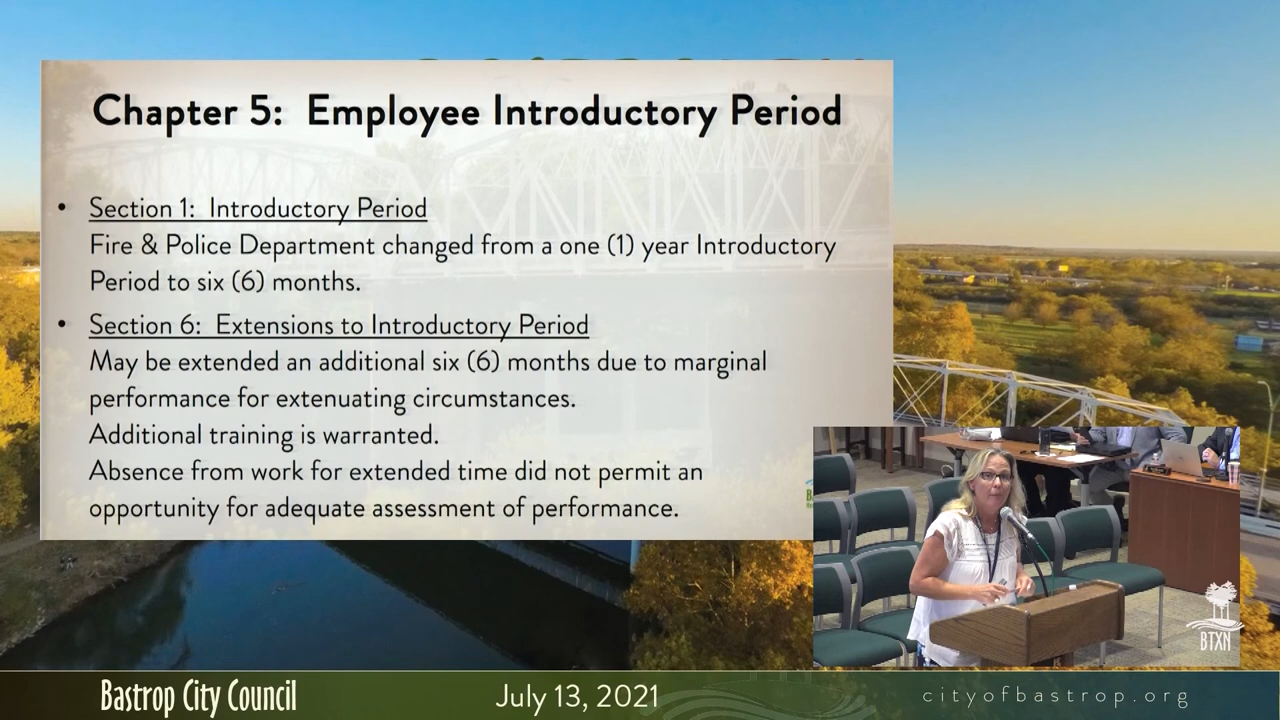 Chapter 5: Employee Introductory Period
• Section 1: Introductory Period
Fire & Police Department changed from a one (1) year Introductory
Period to six (6) months.
• Section 6: Extensions to Introductory Period
May be extended an additional six (6) months due to marginal
performance for extenuating circumstances.
Additional training is warranted.
Absence from work for extended time did not permit an
opportunity for adequate assessment of performance.
BTXN
Bastrop City Council
July 13, 2021
cityofbastrop.org